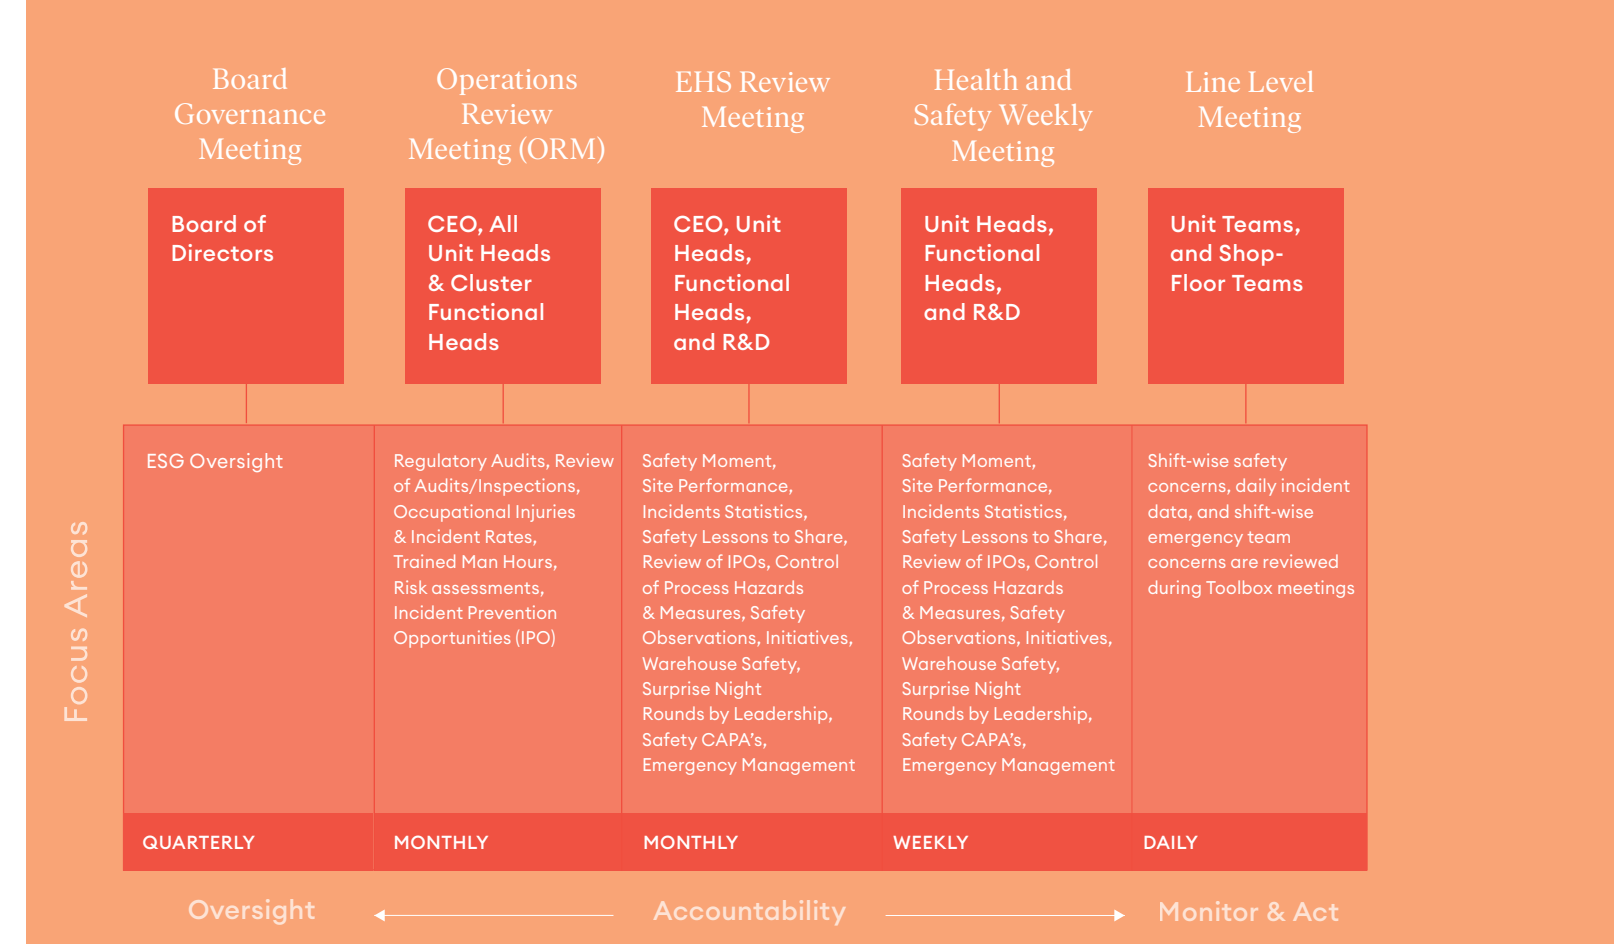 Board
Governance
Meeting
Operations
Review
Meeting (ORM)
EHS Review
Meeting
Health and
Safety Weekly
Meeting
Line Level
Meeting
Board of
Directors
CEO, All
Unit Heads
& Cluster
Functional
Heads
CEO, Unit
Heads,
Functional
Heads,
and R&D
Unit Heads,
Functional
Heads,
and R&D
Unit Teams,
and Shop-
Floor Teams
Focus Areas
ESG Oversight
Regulatory Audits, Review
of Audits/Inspections,
Occupational Injuries
& Incident Rates,
Trained Man Hours,
Risk assessments,
Incident Prevention
Opportunities (IPO)
Safety Moment,
Site Performance,
Incidents Statistics,
Safety Lessons to Share,
Review of IPOs, Control
of Process Hazards
& Measures, Safety
Observations, Initiatives,
Warehouse Safety,
Surprise Night
Rounds by Leadership,
Safety CAPA’s,
Emergency Management
Safety Moment,
Site Performance,
Incidents Statistics,
Safety Lessons to Share,
Review of IPOs, Control
of Process Hazards
& Measures, Safety
Observations, Initiatives,
Warehouse Safety,
Surprise Night
Rounds by Leadership,
Safety CAPA’s,
Emergency Management
Shift-wise safety
concerns, daily incident
data, and shift-wise
emergency team
concerns are reviewed
during Toolbox meetings
QUARTERLY
MONTHLY
MONTHLY
WEEKLY
DAILY
Oversight
Accountability
Monitor & Act